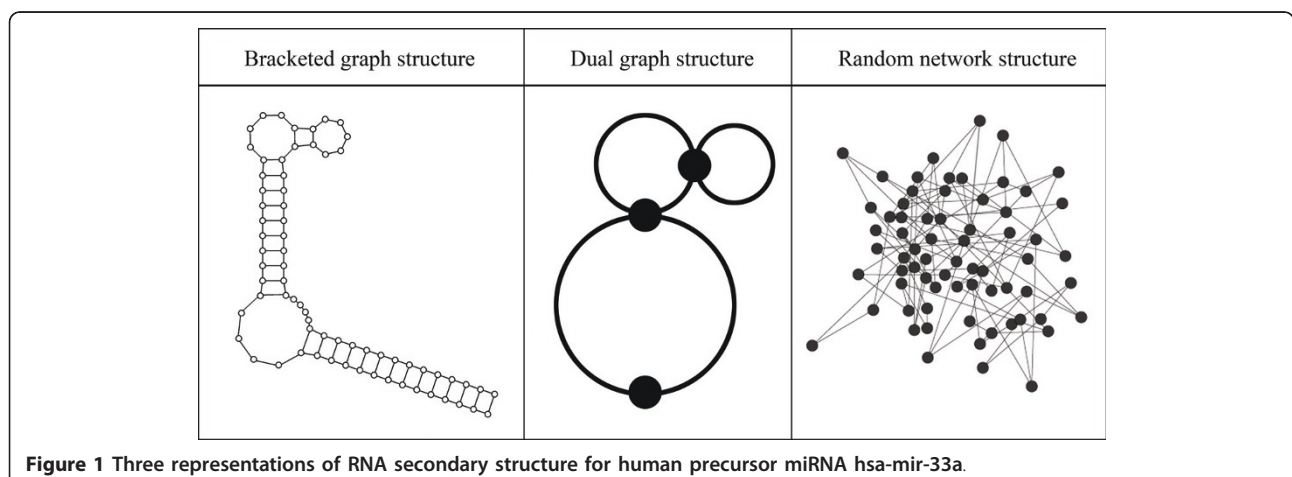 Bracketed graph structure
Dual graph structure
Random network structure
Figure 1 Three representations of RNA secondary structure for human precursor miRNA hsa-mir-33a.